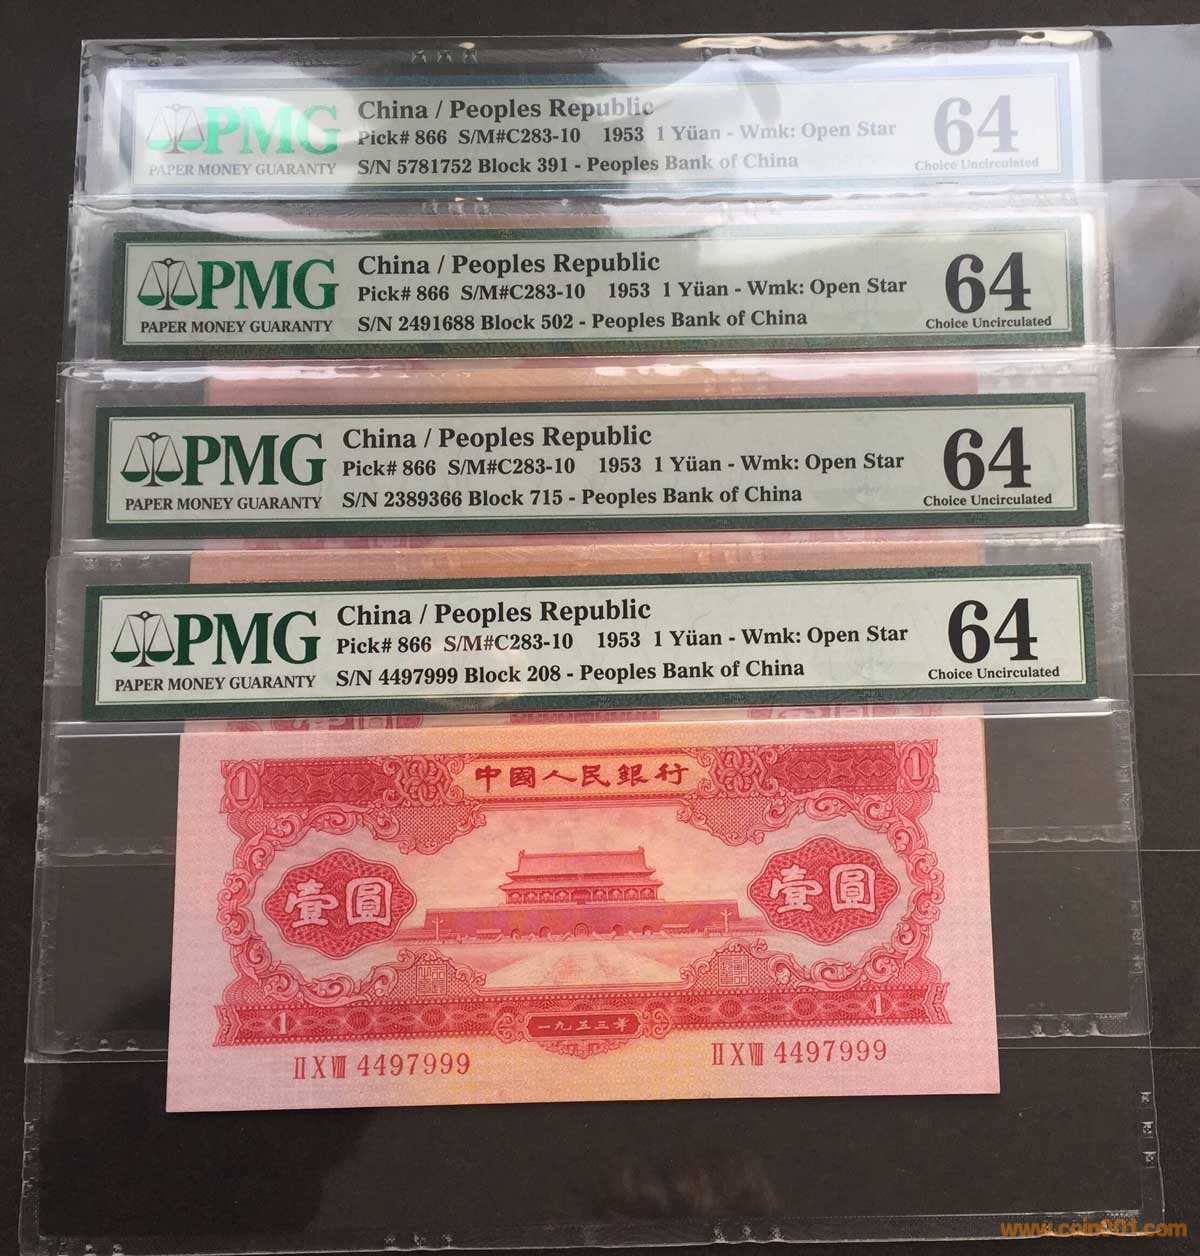 PMG
PAPER MONEY GUARANTY
China / Peoples Republic
Pick# 866 S/M#C283-10 1953 1 Yüan - Wmk: Open Star
S/N 5781752 Block 391 - Peoples Bank of China
64
Choice Uncirculated
PMG
PAPER MONEY GUARANTY
China / Peoples Republic
Pick# 866 S/M#C283-10 1953 1 Yüan - Wmk: Open Star
S/N 2491688 Block 502 - Peoples Bank of China
64
Choice Uncirculated
PMG
PAPER MONEY GUARANTY
China / Peoples Republic
Pick# 866 S/M#C283-10 1953 1 Yüan - Wmk: Open Star
S/N 2389366 Block 715 - Peoples Bank of China
64
Choice Uncirculated
PMG
PAPER MONEY GUARANTY
China / Peoples Republic
Pick# 866 S/M#C283-10 1953 1 Yüan - Wmk: Open Star
S/N 4497999 Block 208 - Peoples Bank of China
64
Choice Uncirculated
1 中國人民銀行 1
壹圓 壹圓
1 一九五三年 1
II X VIII 4497999 II X VIII 4497999
www.coin001.com